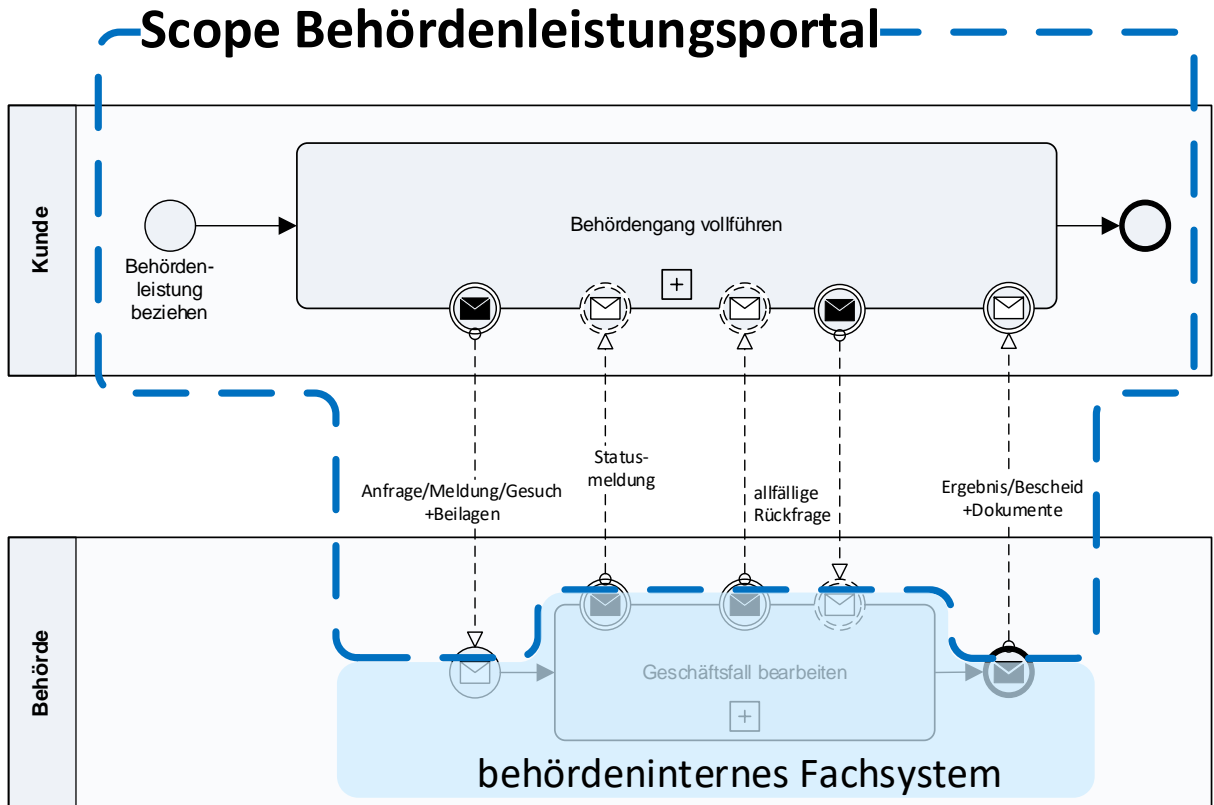 Scope Behördenleistungsportal
Kunde
Behördengang vollführen
Behörden-
leistung
beziehen
Anfrage/Meldung/Gesuch
+Beilagen
Status-
meldung
allfällige
Rückfrage
Ergebnis/Bescheid
+Dokumente
Behörde
Geschäftsfall bearbeiten
behördeninternes Fachsystem